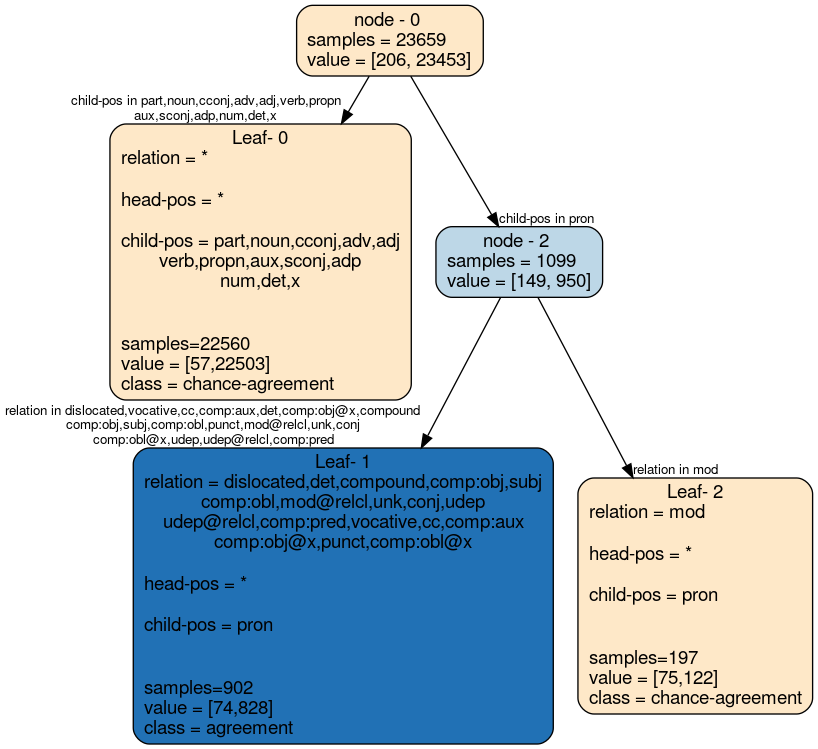 node - 0
samples = 23659
value = [206, 23453]
child-pos in part,noun,cconj,adv,adj,verb,propn
aux,sconj,adp,num,det,x
Leaf- 0
relation = *
head-pos = *
child-pos = part,noun,cconj,adv,adj
verb,propn,aux,sconj,adp
num,det,x
samples=22560
value = [57,22503]
class = chance-agreement
child-pos in pron
node - 2
samples = 1099
value = [149, 950]
relation in dislocated,vocative,cc,comp:aux,det,comp:obj@x,compound
comp:obj,subj,comp:obl,punct,mod@relcl,unk,conj
comp:obl@x,udep,udep@relcl,comp:pred
Leaf- 1
relation = dislocated,det,compound,comp:obj,subj
comp:obl,mod@relcl,unk,conj,udep
udep@relcl,comp:pred,vocative,cc,comp:aux
comp:obj@x,punct,comp:obl@x
head-pos = *
child-pos = pron
samples=902
value = [74,828]
class = agreement
relation in mod
Leaf- 2
relation = mod
head-pos = *
child-pos = pron
samples=197
value = [75,122]
class = chance-agreement